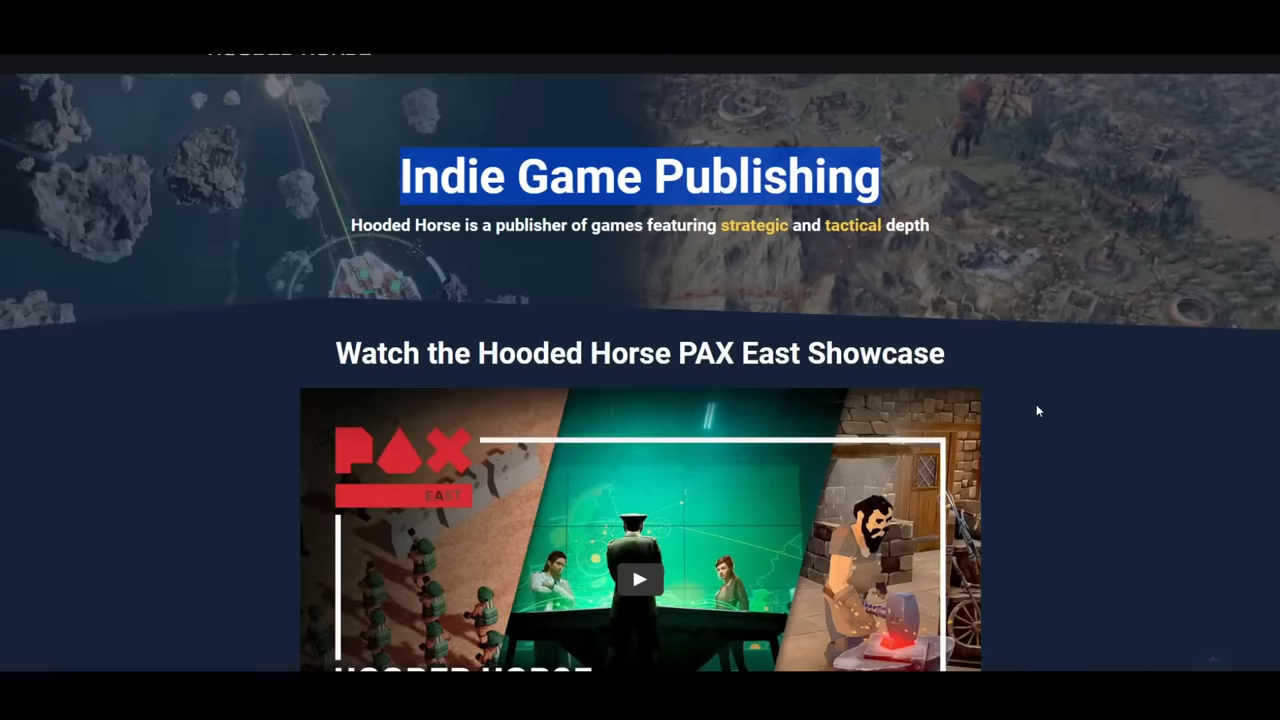 Indie Game Publishing
Hooded Horse is a publisher of games featuring strategic and tactical depth
Watch the Hooded Horse PAX East Showcase
PAX
EAST